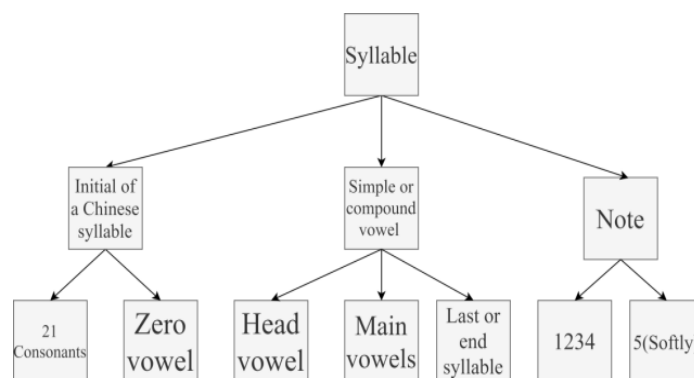 Syllable
Initial of
a Chinese
syllable
Simple or
compound
vowel
Note
21
Consonants
Zero
vowel
Head
vowel
Main
vowels
Last or
end
syllable
1234
5(Softly